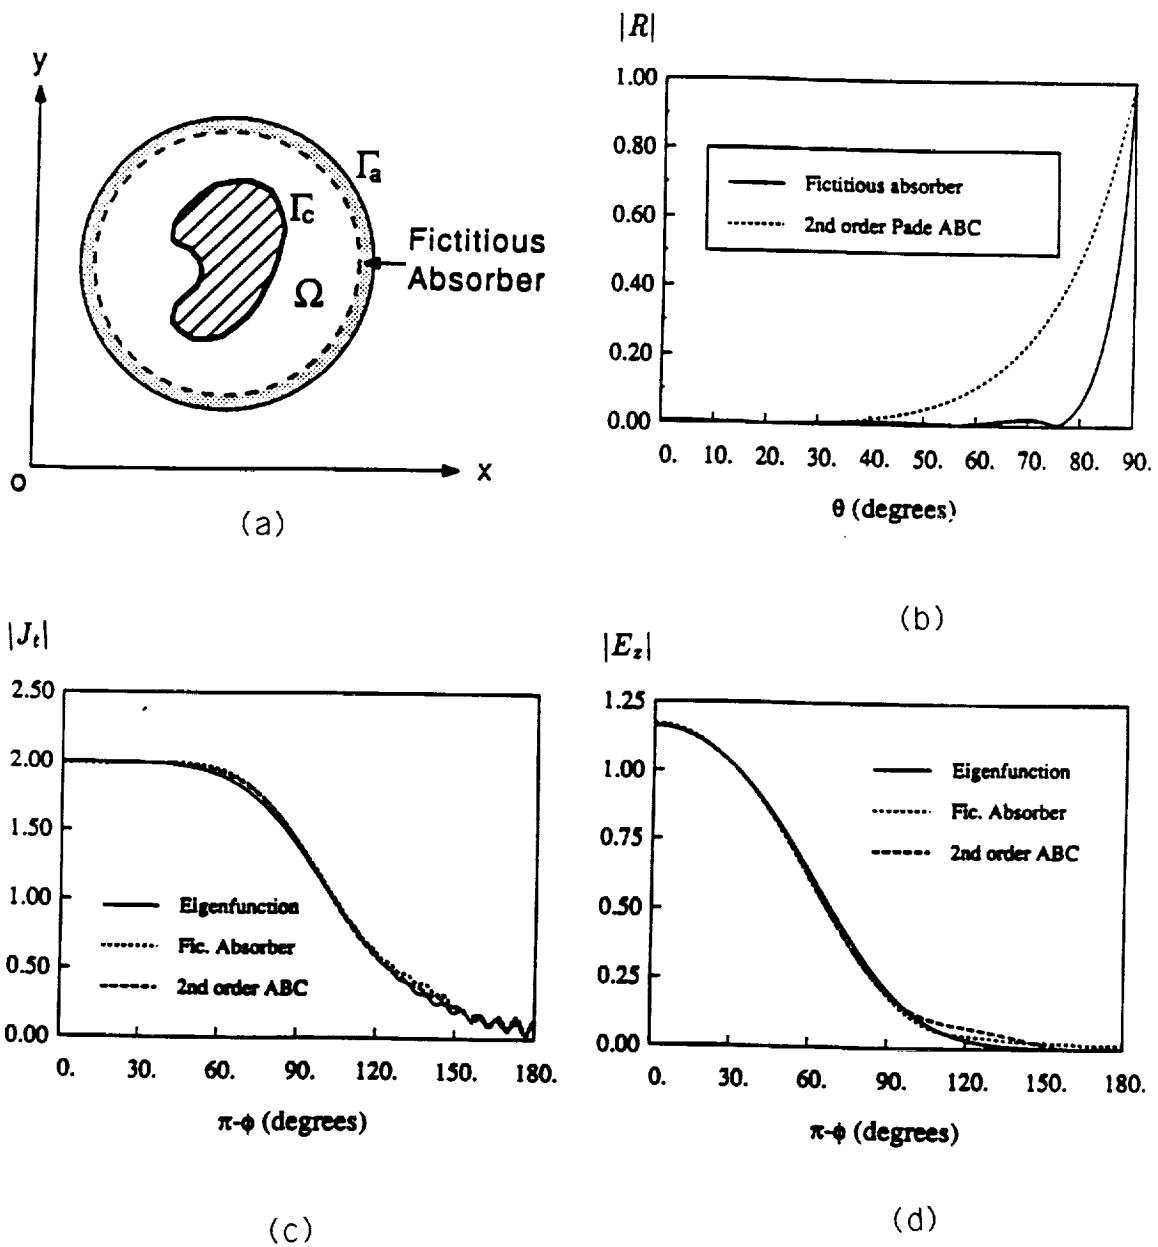 y
Γa
Γc
Fictitious
Absorber
Ω
O
x
(a)
|R|
1.00
0.80
0.60
0.40
0.20
0.00
Fictitious absorber
2nd order Pade ABC
0. 10. 20. 30. 40. 50. 60. 70. 80. 90.
θ (degrees)
(b)
|Jt|
2.50
2.00
1.50
1.00
0.50
0.00
Eigenfunction
Fic. Absorber
2nd order ABC
0. 30. 60. 90. 120. 150. 180.
π-ϕ (degrees)
(c)
|Ez|
1.25
1.00
0.75
0.50
0.25
0.00
Eigenfunction
Fic. Absorber
2nd order ABC
0. 30. 60. 90. 120. 150. 180.
π-ϕ (degrees)
(d)